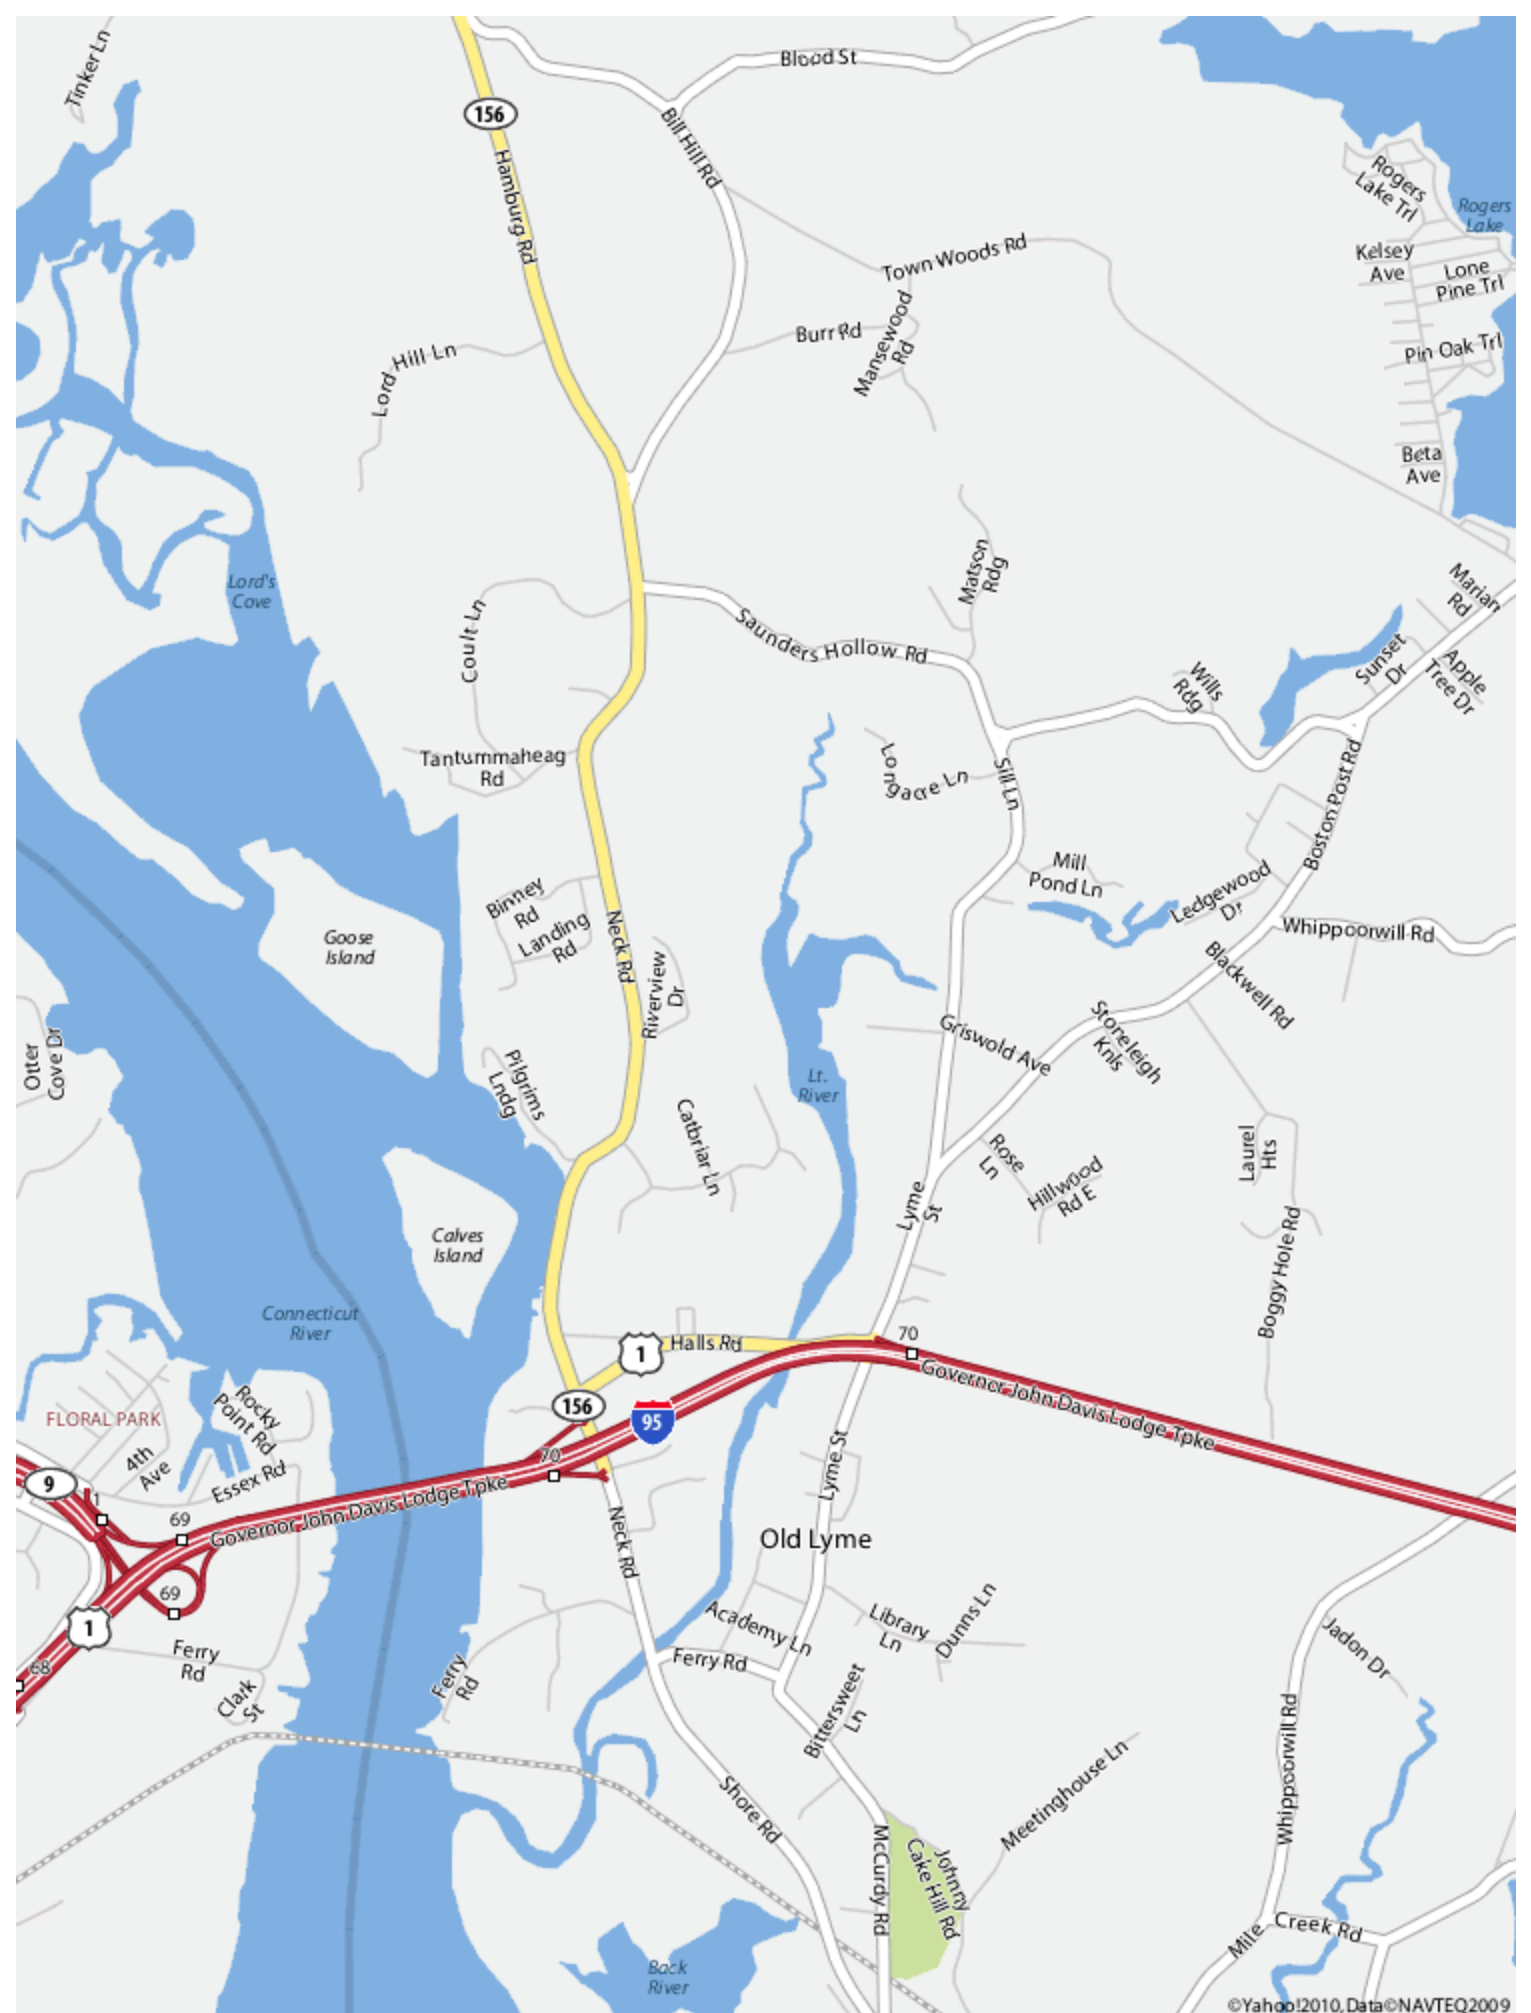 Tinker Ln
Blood St
156
Bill Hill Rd
Hamburg Rd
Rogers
Lake Trl
Rogers
Lake
Town Woods Rd
Kelsey
Ave
Lone
Pine Trl
Mansewood
Rd
Burr Rd
Lord Hill Ln
Pin Oak Trl
Beta
Ave
Lord's
Cove
Matson
Rdg
Marian
Rd
Coult Ln
Saunders Hollow Rd
Sunset
Dr
Apple
Tree Dr
Wills
Rdg
Tantummaheag
Rd
Longacre Ln
Sill Ln
Boston Post Rd
Mill
Pond Ln
Ledgewood
Dr
Binney
Rd
Landing
Rd
Neck Rd
Whippoorwill Rd
Goose
Island
Riverview
Dr
Blackwell Rd
Otter
Cove Dr
Griswold Ave
Stoneleigh
Knls
Pilgrims
Lndg
Lt.
River
Catbriar Ln
Rose
Ln
Laurel
Hts
Hillwood
Rd E
Lyme
St
Calves
Island
Boggy Hole Rd
Connecticut
River
1
Halls Rd
70
Governor John Davis Lodge Tpke
156
95
FLORAL PARK
Rocky
Point Rd
4th
Ave
Essex Rd
70
Lyme St
9
1
69
Governor John Davis Lodge Tpke
Neck Rd
Old Lyme
69
1
Academy Ln
Library
Ln
Dunns Ln
Jadon Dr
Ferry
Rd
68
Ferry Rd
Ferry
Rd
Clark
St
Bittersweet
Ln
Whippoorwill Rd
Meetinghouse Ln
Shore Rd
McCurdy Rd
Johnny
Cake Hill Rd
Mile Creek Rd
Back
River
©Yahoo!2010, Data©NAVTEQ2009